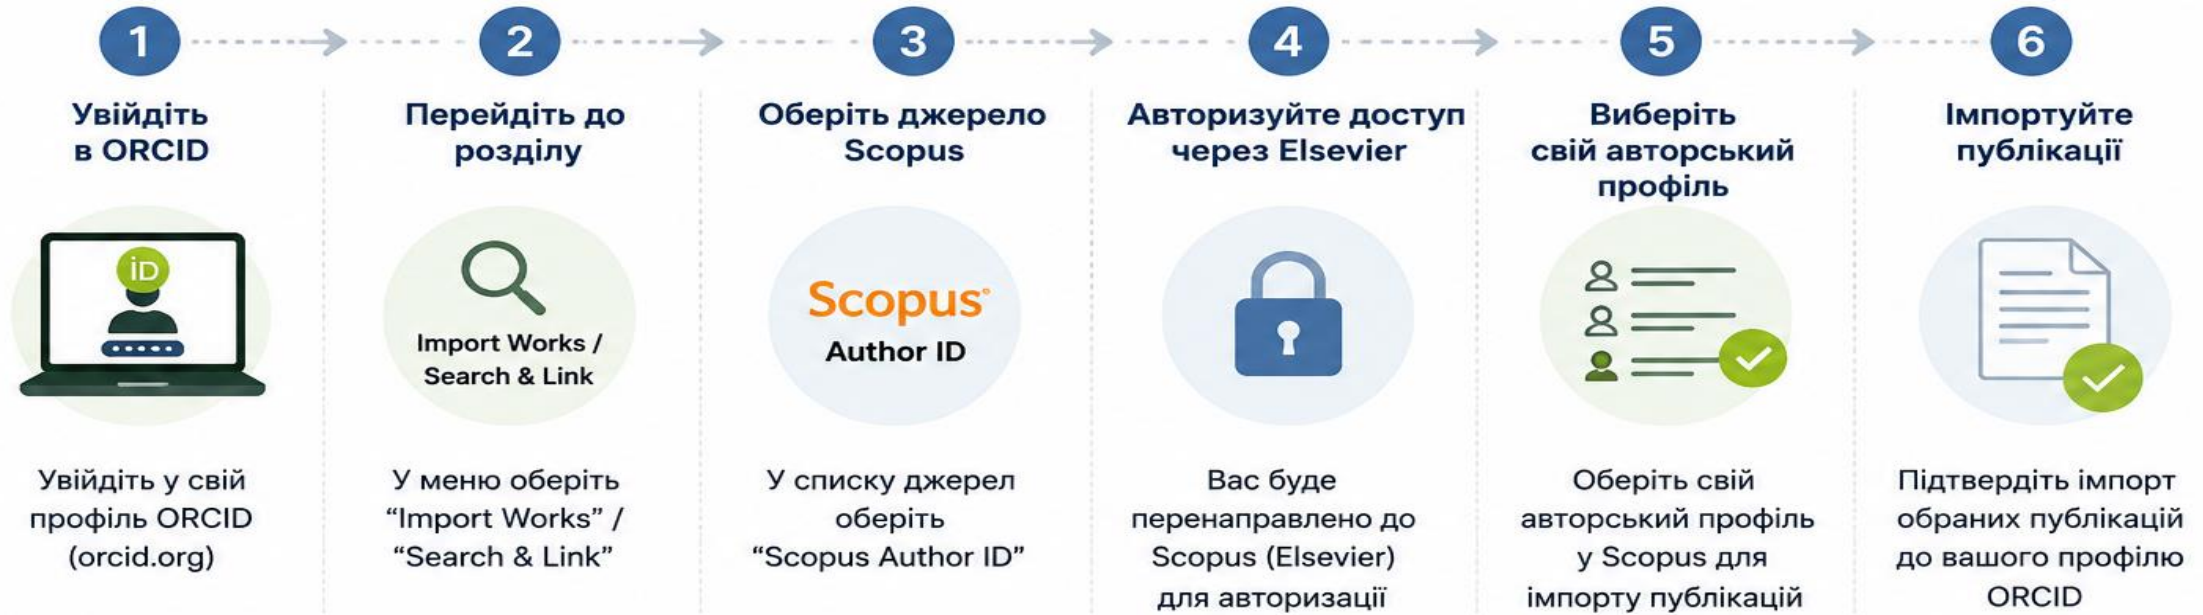 1
Увійдіть
в ORCID
iD
Увійдіть у свій
профіль ORCID
(orcid.org)
2
Перейдіть до
розділу
Import Works /
Search & Link
У меню оберіть
“Import Works” /
“Search & Link”
3
Оберіть джерело
Scopus
Scopus®
Author ID
У списку джерел
оберіть
“Scopus Author ID”
4
Авторизуйте доступ
через Elsevier
Вас буде
перенаправлено до
Scopus (Elsevier)
для авторизації
5
Виберіть
свій авторський
профіль
Оберіть свій
авторський профіль
у Scopus для
імпорту публікацій
6
Імпортуйте
публікації
Підтвердіть імпорт
обраних публікацій
до вашого профілю
ORCID